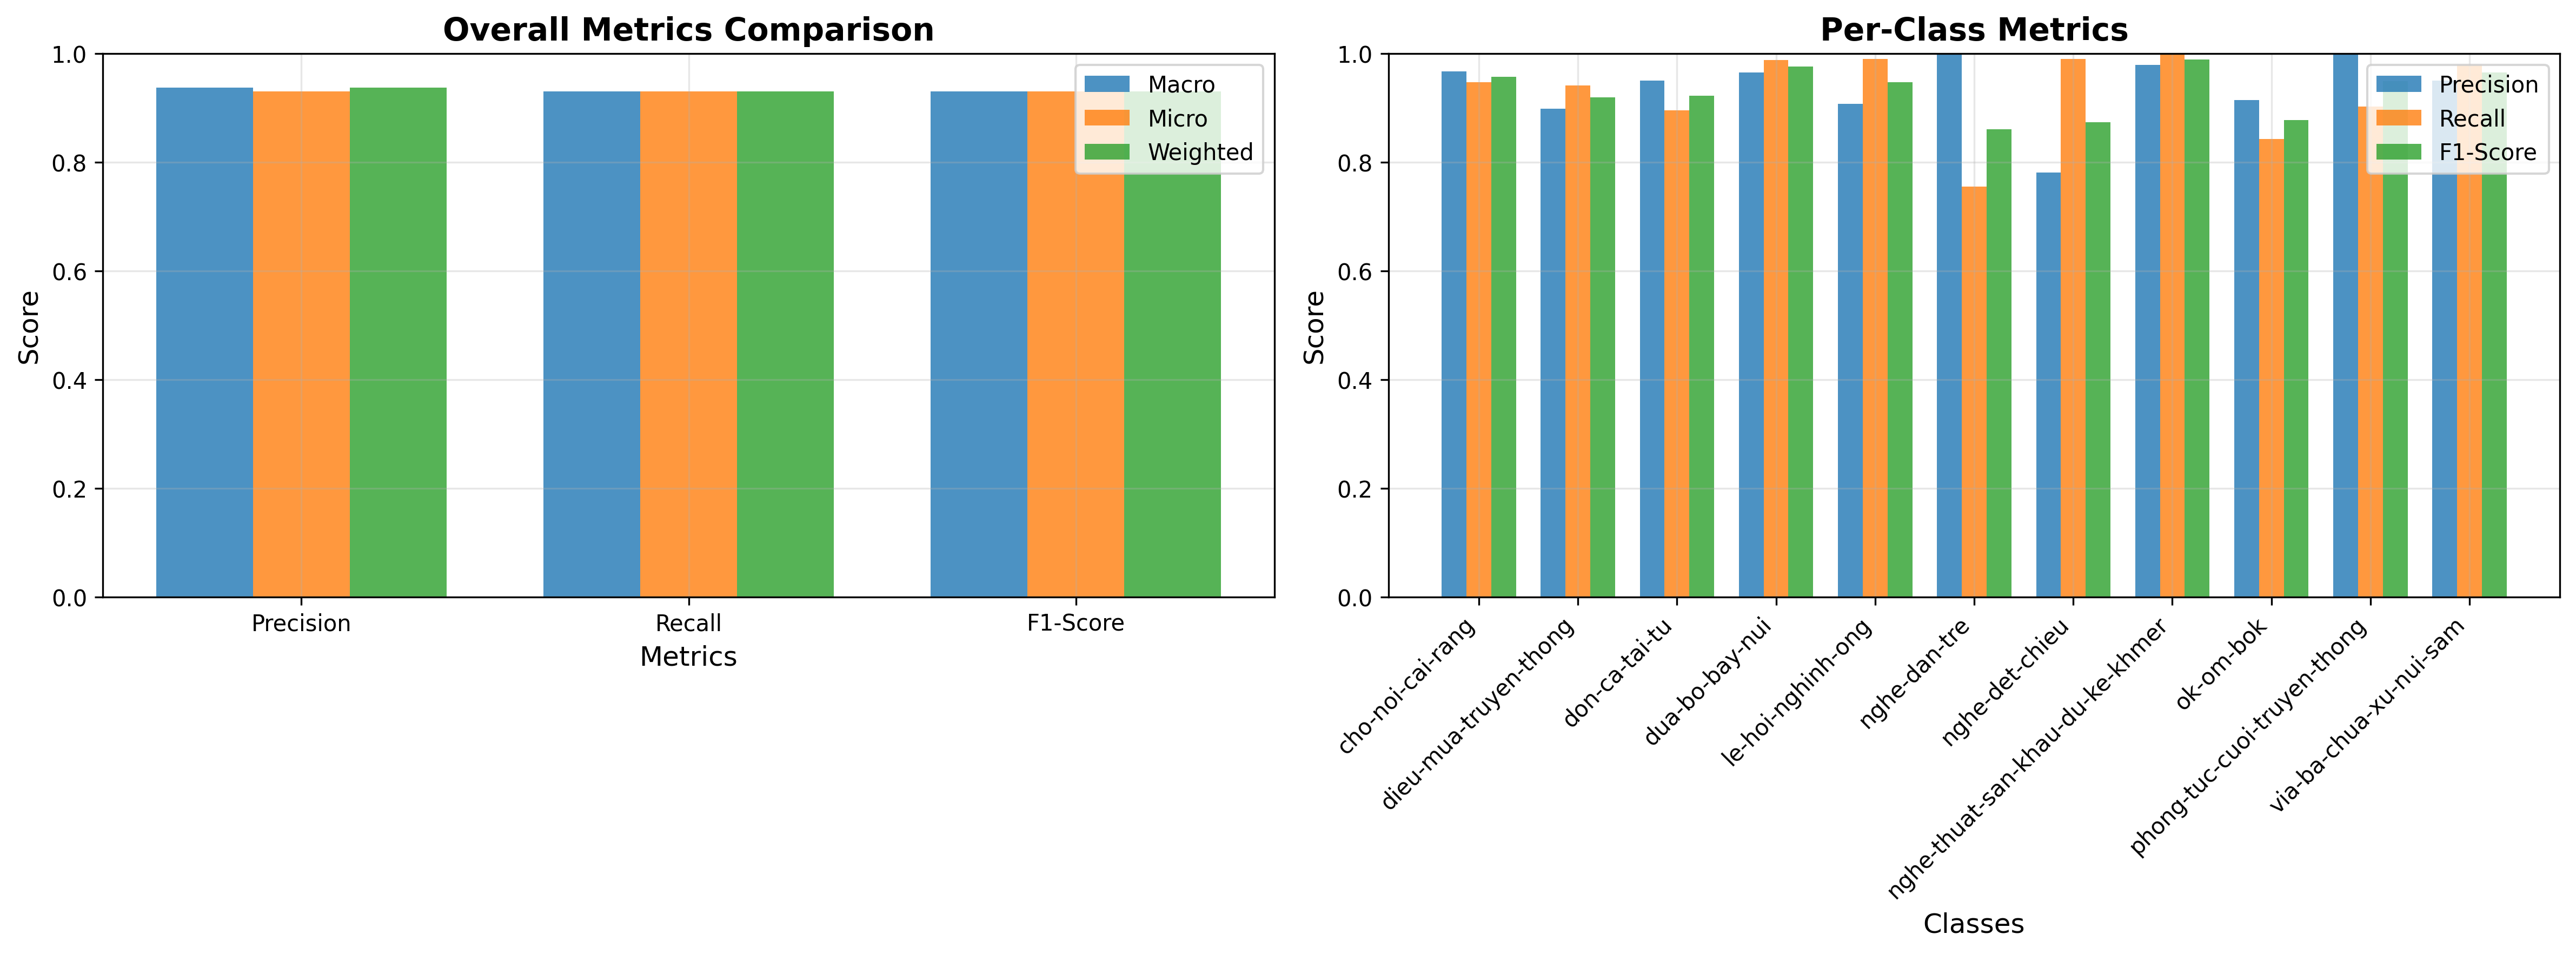 Overall Metrics Comparison
Score
1.0
0.8
0.6
0.4
0.2
0.0
Macro
Micro
Weighted
Precision
Recall
F1-Score
Metrics
Per-Class Metrics
Score
1.0
0.8
0.6
0.4
0.2
0.0
Precision
Recall
F1-Score
cho-noi-cai-rang
dieu-mua-truyen-thong
don-ca-tai-tu
dua-bo-bay-nui
le-hoi-nghinh-ong
nghe-dan-tre
nghe-det-chieu
nghe-thuat-san-khau-du-ke-khmer
ok-om-bok
phong-tuc-cuoi-truyen-thong
via-ba-chua-xu-nui-sam
Classes